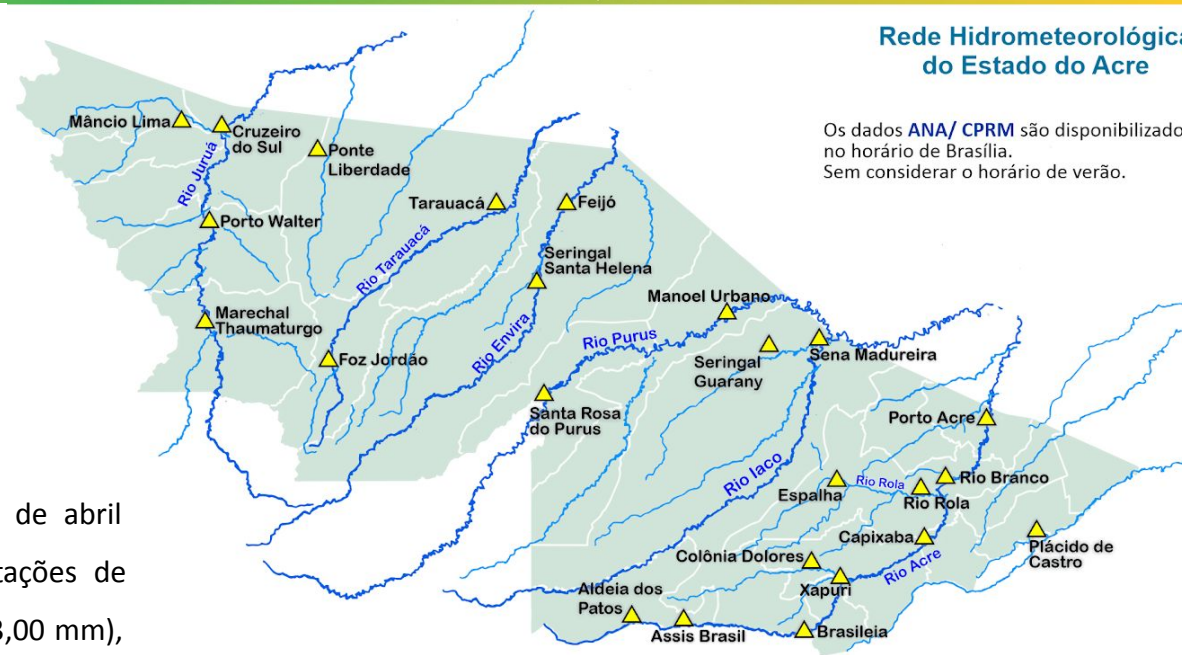 Rede Hidrometeorológica
do Estado do Acre
Os dados ANA/ CPRM são disponibilizado
no horário de Brasília.
Sem considerar o horário de verão.
Mâncio Lima
Cruzeiro
do Sul
Ponte
Liberdade
Rio Juruá
Porto Walter
Tarauacá
Feijó
Rio Tarauacá
Seringal
Santa Helena
Marechal
Thaumaturgo
Foz Jordão
Rio Envira
Manoel Urbano
Rio Purus
Seringal
Guarany
Sena Madureira
Santa Rosa
do Purus
Porto Acre
Rio Iaco
Espalha
Rio Rola
Rio Rola
Rio Branco
Capixaba
Plácido de
Castro
Colônia Dolores
Rio Acre
Xapuri
Aldeia dos
Patos
Assis Brasil
Brasileia
de abril
tações de
3,00 mm),